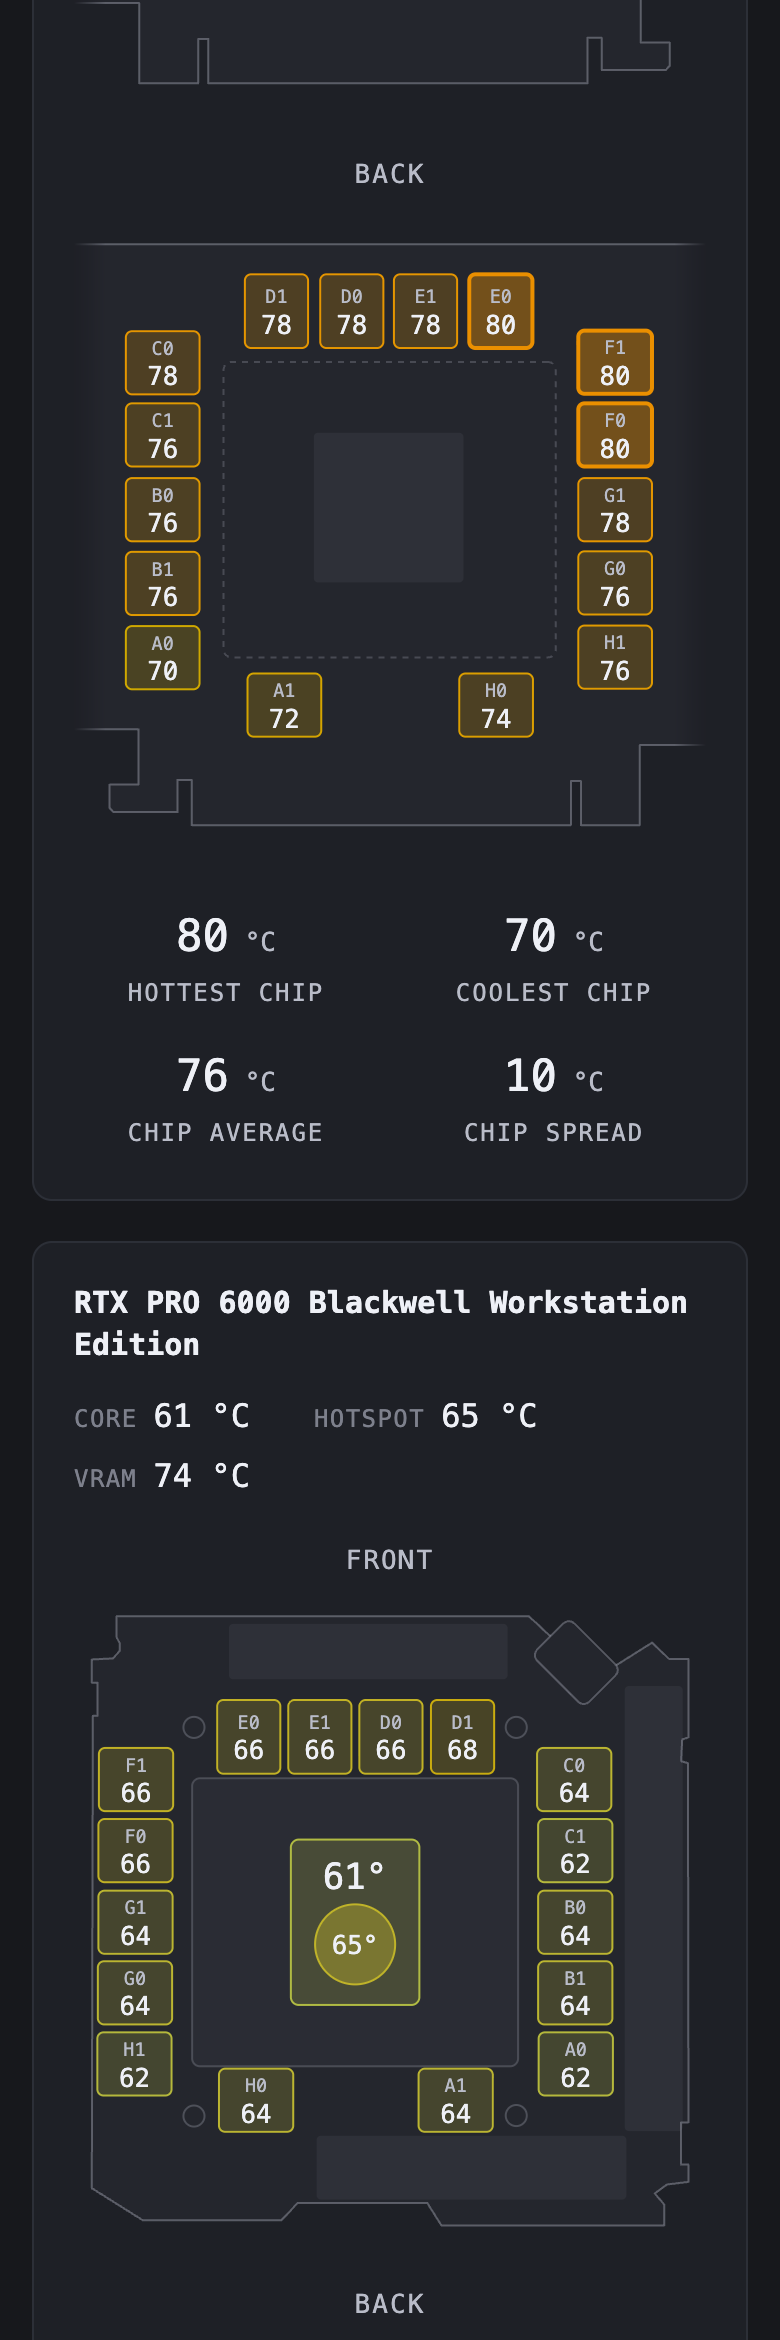 BACK
D1 D0 E1 E0
78 78 78 80
C0 F1
78 80
C1 F0
76 80
B0 G1
76 78
B1 G0
76 76
A0 H1
70 76
A1 H0
72 74
80 °C 70 °C
HOTTEST CHIP COOLEST CHIP
76 °C 10 °C
CHIP AVERAGE CHIP SPREAD
RTX PRO 6000 Blackwell Workstation
Edition
CORE 61 °C HOTSPOT 65 °C
VRAM 74 °C
FRONT
E0 E1 D0 D1
66 66 66 68
F1 C0
66 64
F0 C1
66 62
61°
G1 B0
64 64
65°
G0 B1
64 64
H1 A0
62 62
H0 A1
64 64
BACK